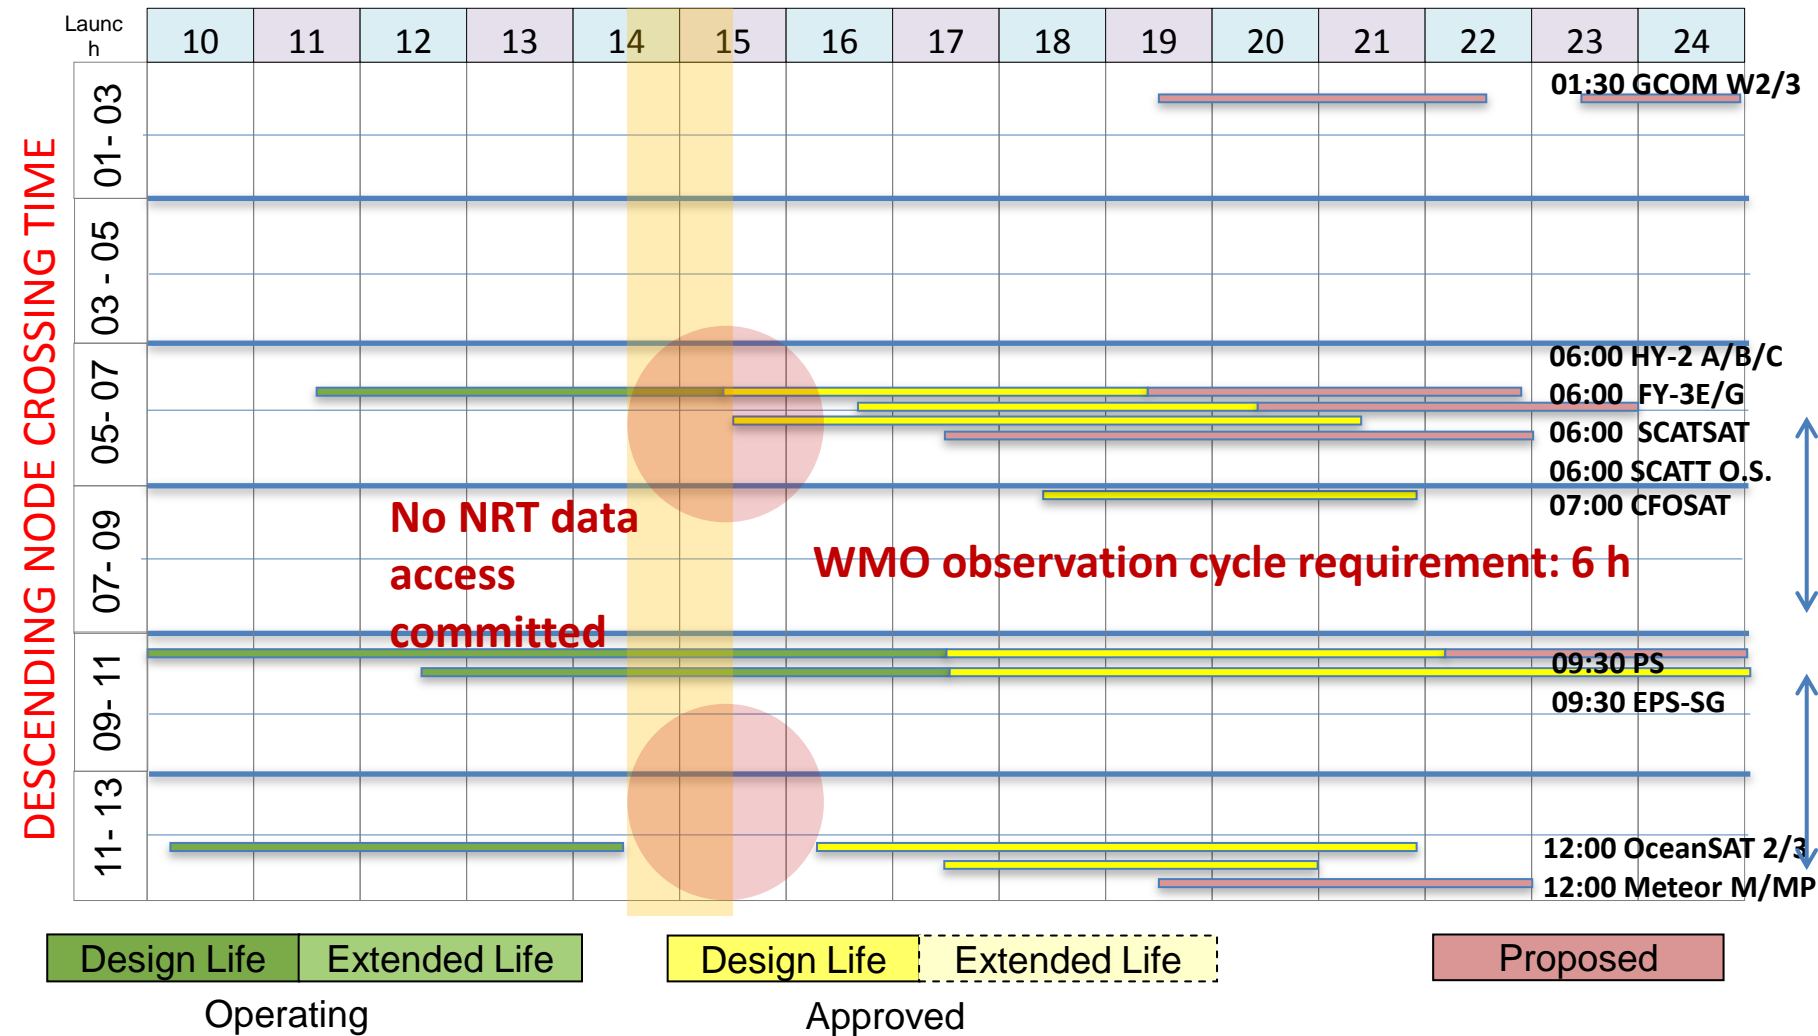 Launc
h
10 11 12 13 14 15 16 17 18 19 20 21 22 23 24
DESCENDING NODE CROSSING TIME
01- 03
03 - 05
05- 07
07- 09
09- 11
11- 13
01:30 GCOM W2/3
06:00 HY-2 A/B/C
06:00 FY-3E/G
06:00 SCATSAT
06:00 SCATT O.S.
07:00 CFOSAT
No NRT data
access
committed
WMO observation cycle requirement: 6 h
09:30 PS
09:30 EPS-SG
12:00 OceanSAT 2/3
12:00 Meteor M/MP
Design Life Extended Life Design Life Extended Life Proposed
Operating Approved